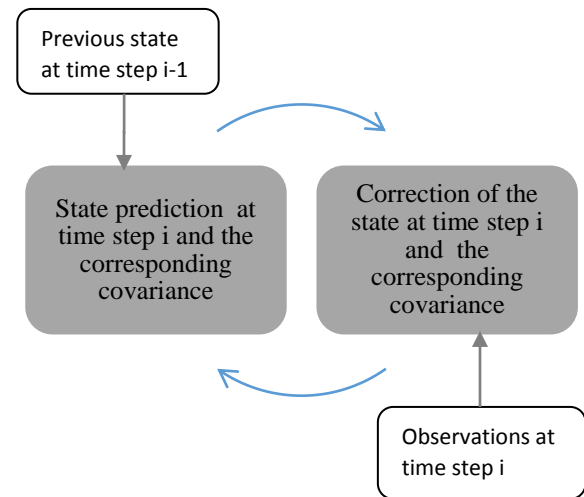 Previous state
at time step i-1
State prediction at
time step i and the
corresponding
covariance
Correction of the
state at time step i
and the
corresponding
covariance
Observations at
time step i